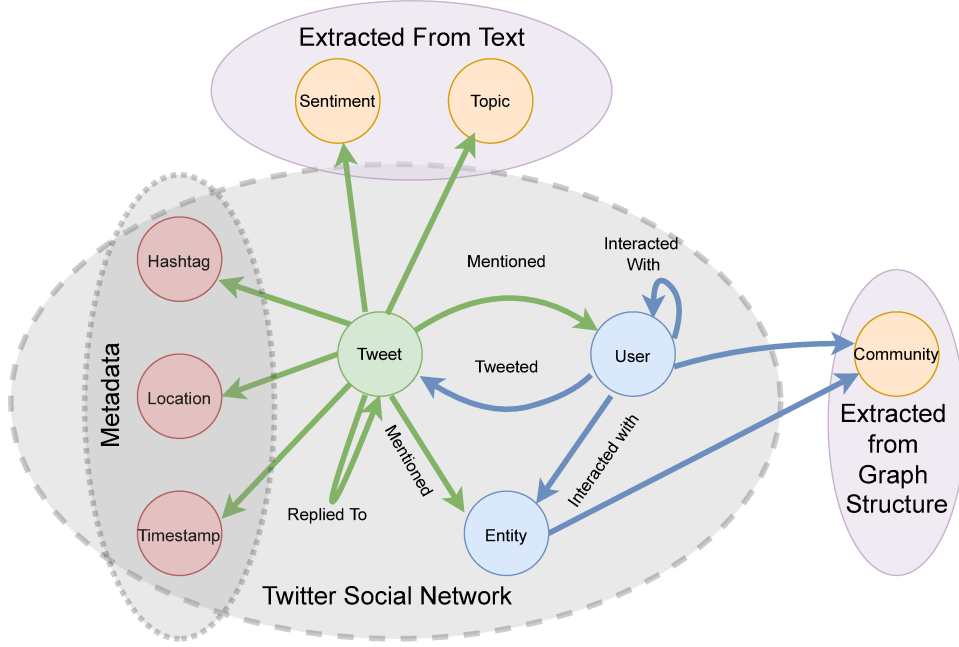 Extracted From Text
Sentiment
Topic
Hashtag
Mentioned
Interacted
With
Metadata
Location
Tweet
Tweeted
User
Community
Extracted
from
Graph
Structure
Mentioned
Interacted with
Replied To
Timestamp
Entity
Twitter Social Network